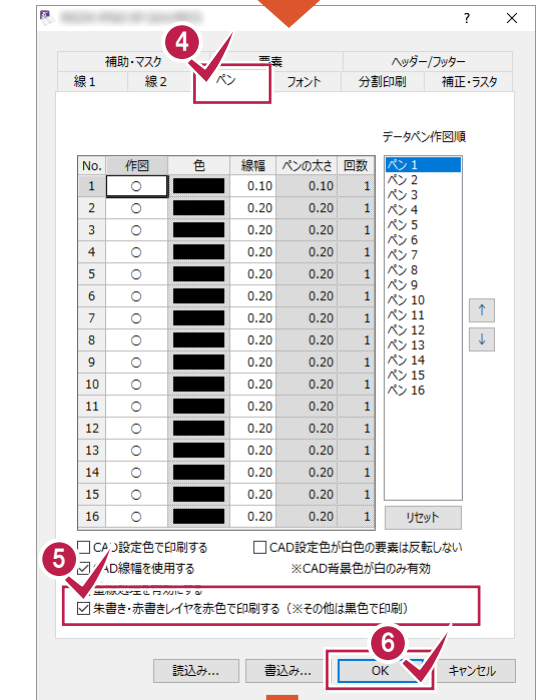 ?
4
補助・マスク 要素 ヘッダー/フッター
線1 線2 ペン フォント 分割印刷 補正・ラスタ
データペン作図順
No. 作図 色 線幅 ペンの太さ 回数
1 ○ 0.10 0.10 1
2 ○ 0.20 0.20 1
3 ○ 0.20 0.20 1
4 ○ 0.20 0.20 1
5 ○ 0.20 0.20 1
6 ○ 0.20 0.20 1
7 ○ 0.20 0.20 1
8 ○ 0.20 0.20 1
9 ○ 0.20 0.20 1
10 ○ 0.20 0.20 1
11 ○ 0.20 0.20 1
12 ○ 0.20 0.20 1
13 ○ 0.20 0.20 1
14 ○ 0.20 0.20 1
15 ○ 0.20 0.20 1
16 ○ 0.20 0.20 1
ペン 1
ペン 2
ペン 3
ペン 4
ペン 5
ペン 6
ペン 7
ペン 8
ペン 9
ペン 10
ペン 11
ペン 12
ペン 13
ペン 14
ペン 15
ペン 16
↑
↓
リセット
CAD設定色で印刷する
CAD設定色が白色の要素は反転しない
5
CAD線幅を使用する
※CAD背景色が白のみ有効
朱書き・赤書きレイヤを赤色で印刷する（※その他は黒色で印刷）
6
読込み... 書込み... OK キャンセル